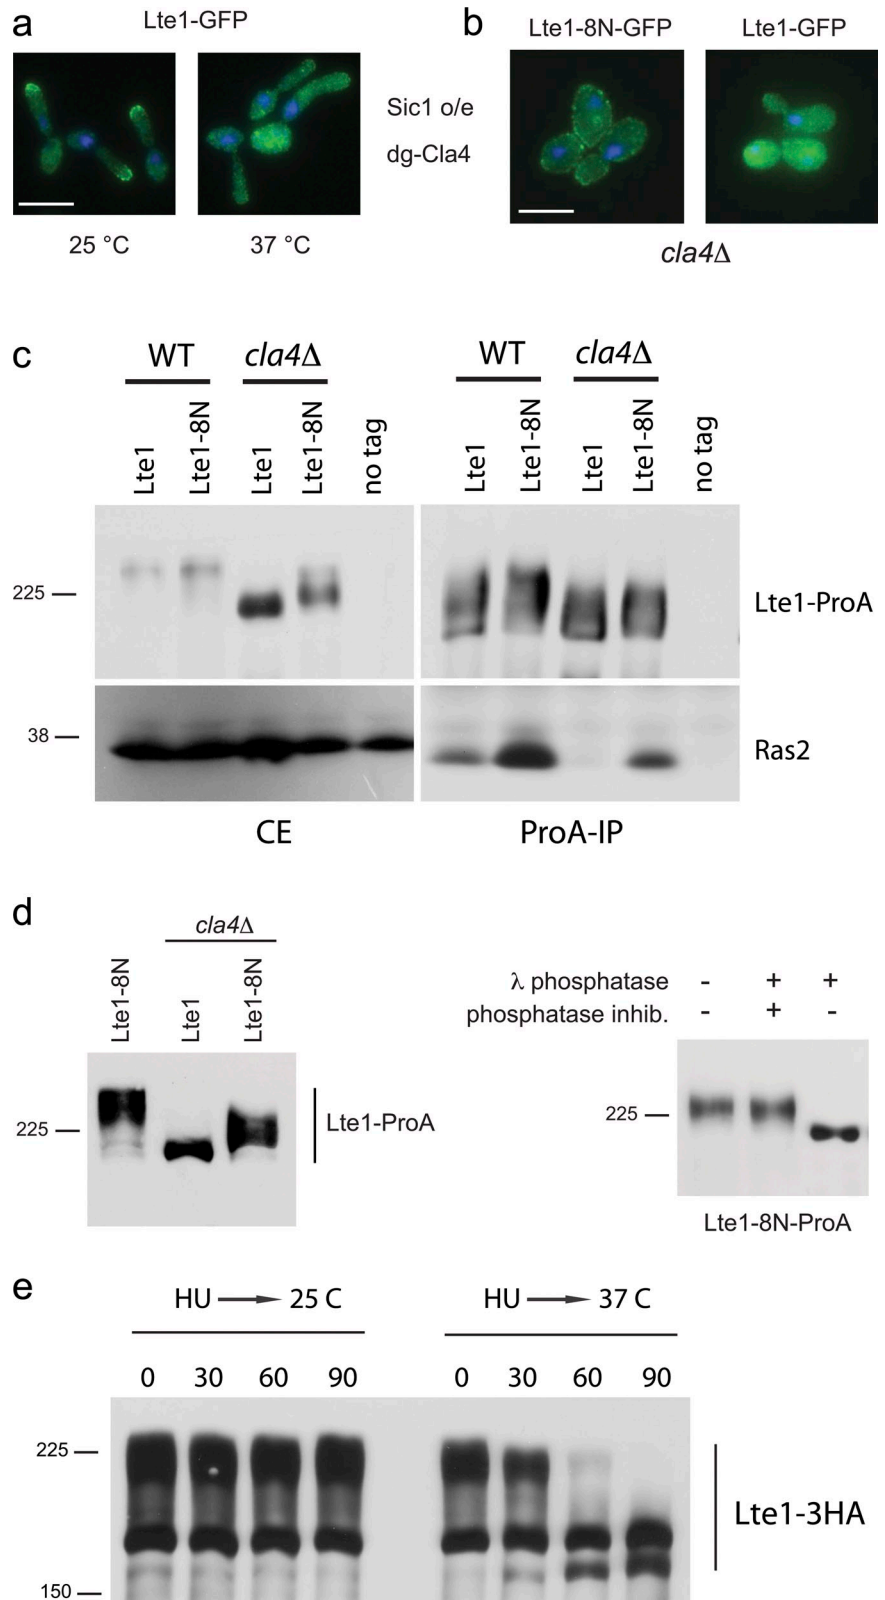 a
Lte1-GFP
Sic1 o/e
dg-Cla4
25 °C
37 °C
b
Lte1-8N-GFP
Lte1-GFP
cla4Δ
c
WT
cla4Δ
WT
cla4Δ
Lte1
Lte1-8N
Lte1
Lte1-8N
no tag
Lte1
Lte1-8N
Lte1
Lte1-8N
no tag
225
Lte1-ProA
38
Ras2
CE
ProA-IP
d
cla4Δ
Lte1-8N
Lte1
Lte1-8N
225
Lte1-ProA
λ phosphatase - + +
phosphatase inhib. - + -
225
Lte1-8N-ProA
e
HU 25 C
HU 37 C
0 30 60 90
0 30 60 90
225
Lte1-3HA
150